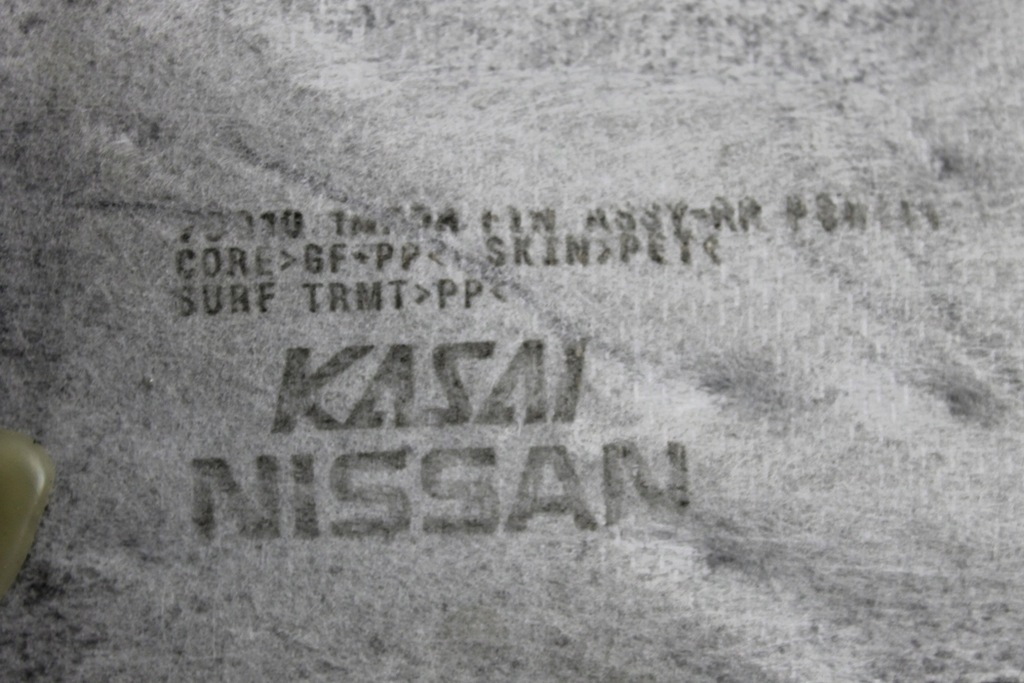 FIN ASSY-RR
CORE>GF+PP< SKIN>PET<
SURF TRMT>PP<
KASAI
NISSAN